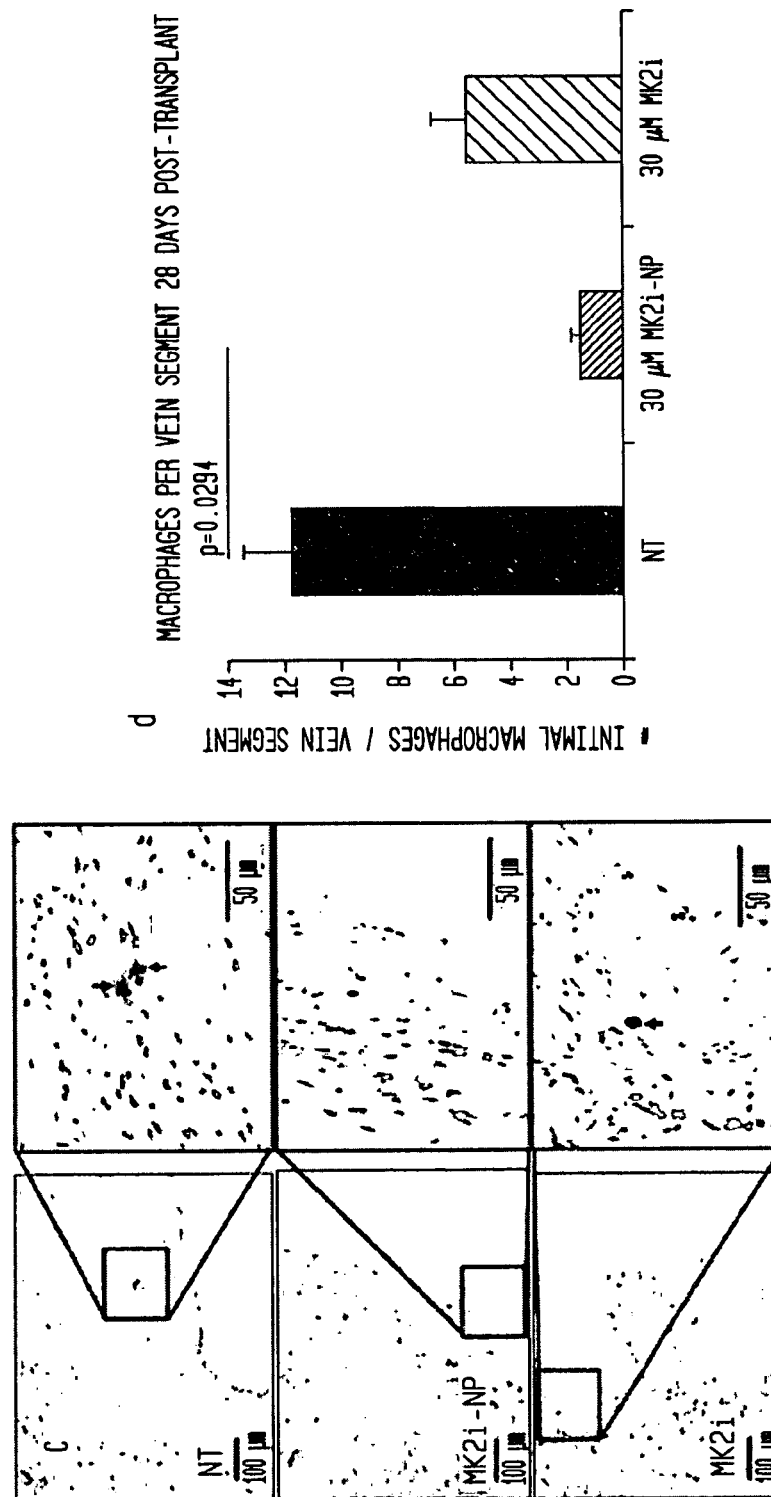 C
NT
100 µm
50 µm
MK2i-NP
100 µm
50 µm
MK2i
100 µm
50 µm
d
MACROPHAGES PER VEIN SEGMENT 28 DAYS POST-TRANSPLANT
p=0.0294
# INTIMAL MACROPHAGES / VEIN SEGMENT
14
12
10
8
6
4
2
0
NT
30 µM MK2i-NP
30 µM MK2i